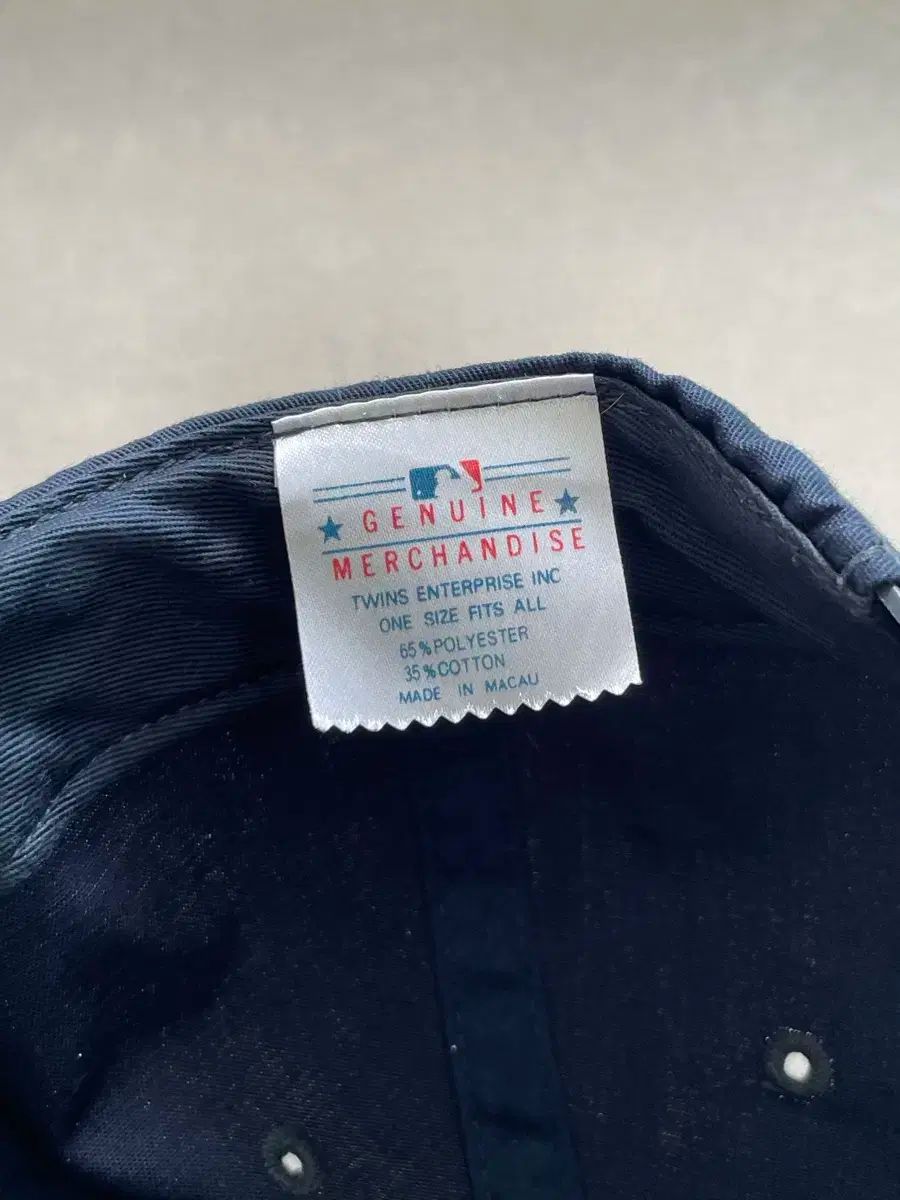 GENUINE
MERCHANDISE
TWINS ENTERPRISE INC
ONE SIZE FITS ALL
65%POLYESTER
35%COTTON
MADE IN MACAU